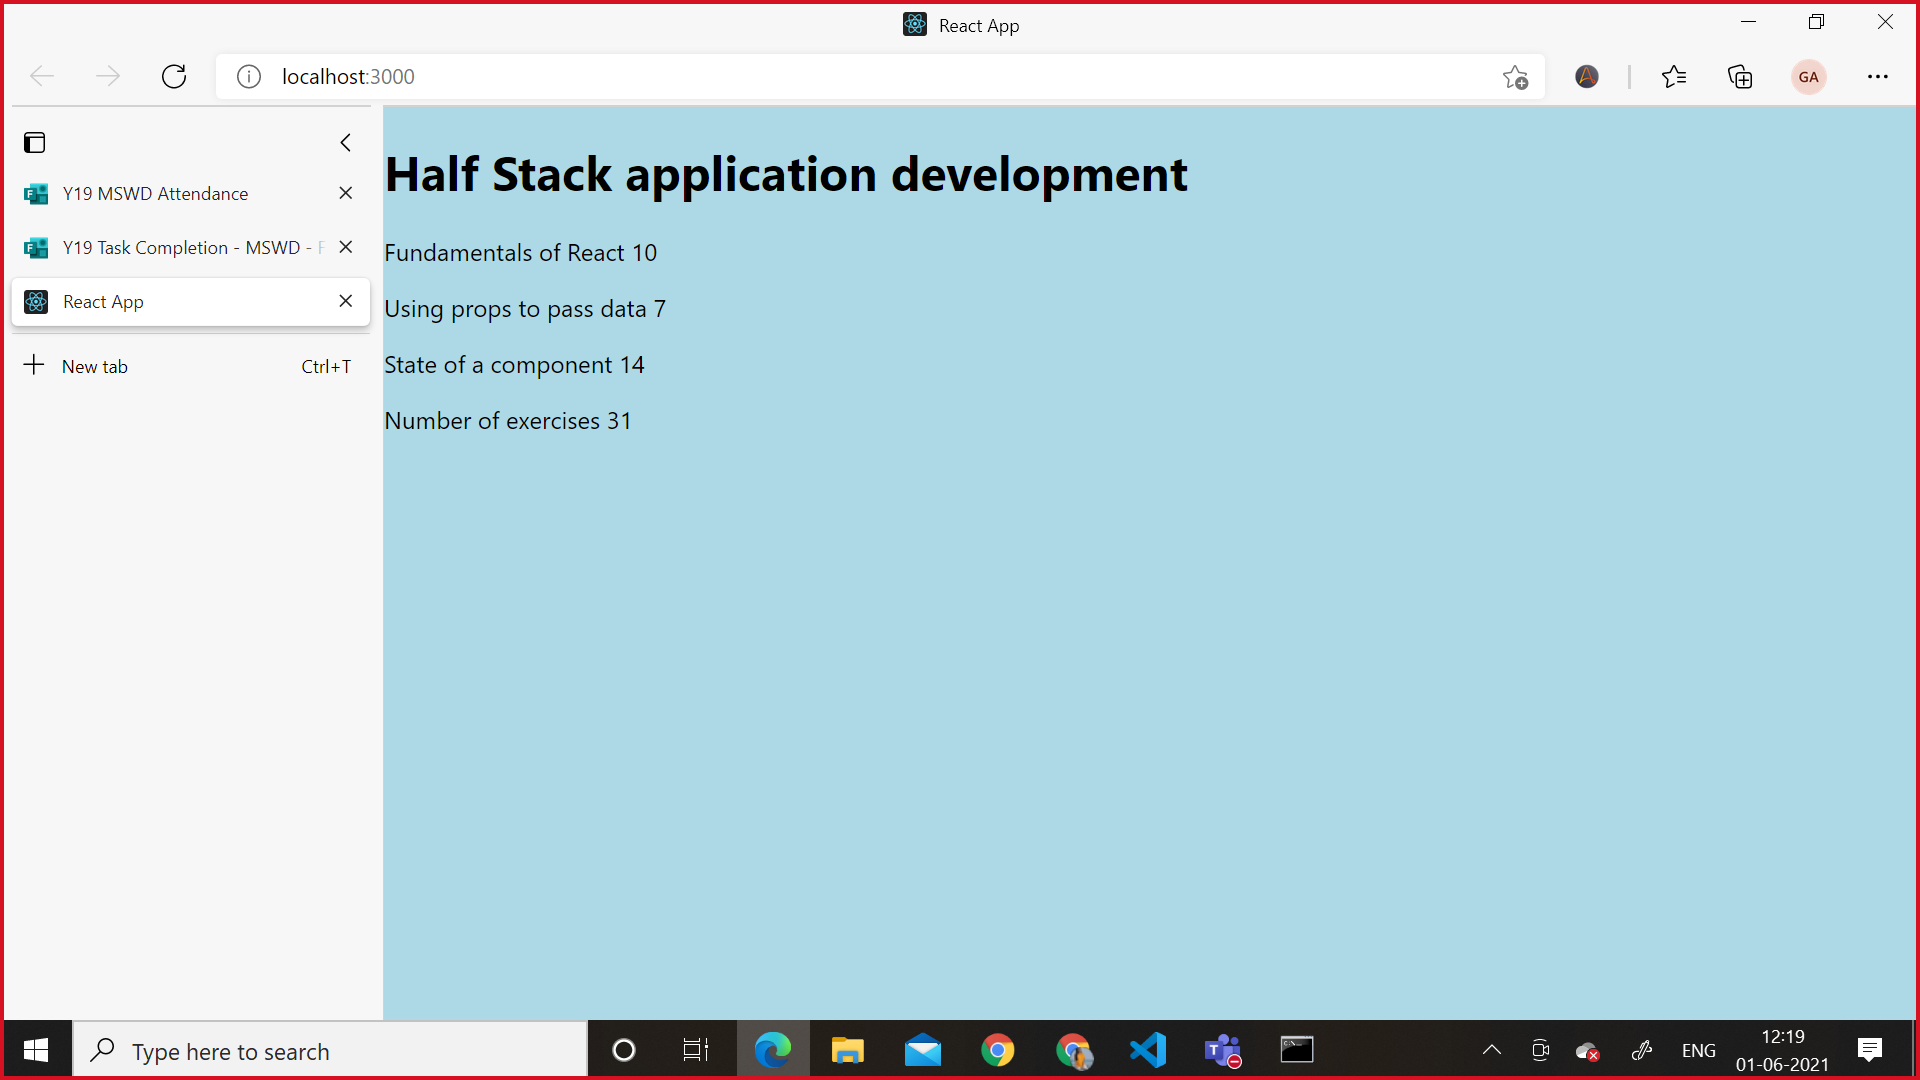 React App
localhost:3000
GA
Y19 MSWD Attendance
Y19 Task Completion - MSWD -
React App
New tab Ctrl+T
Half Stack application development
Fundamentals of React 10
Using props to pass data 7
State of a component 14
Number of exercises 31
Type here to search
ENG
12:19
01-06-2021